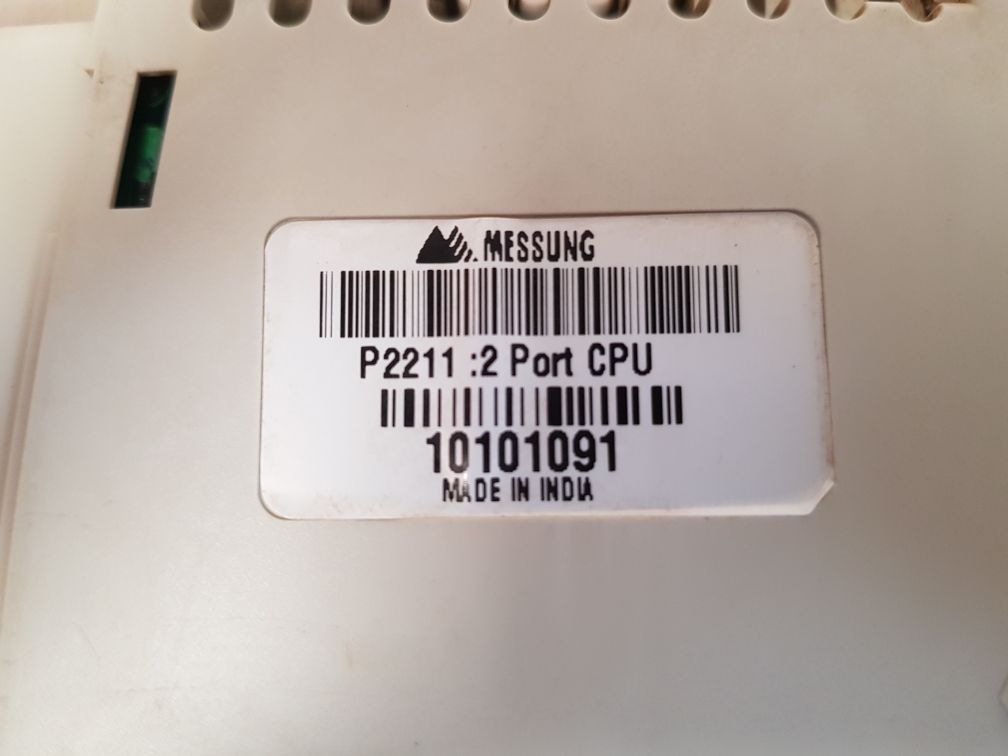 MESSUNG
P2211 :2 Port CPU
10101091
MADE IN INDIA